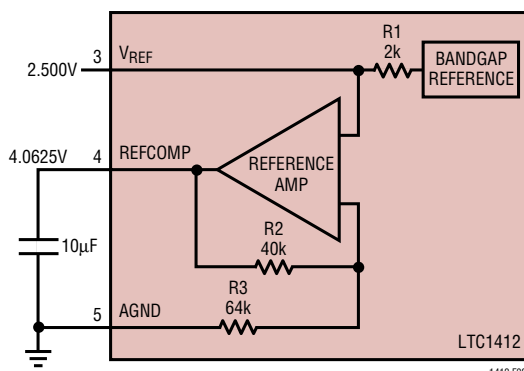 R1
2k
BANDGAP
REFERENCE
3
VREF
2.500V
4.0625V
4
REFCOMP
REFERENCE
AMP
10µF
R2
40k
R3
64k
5
AGND
LTC1412